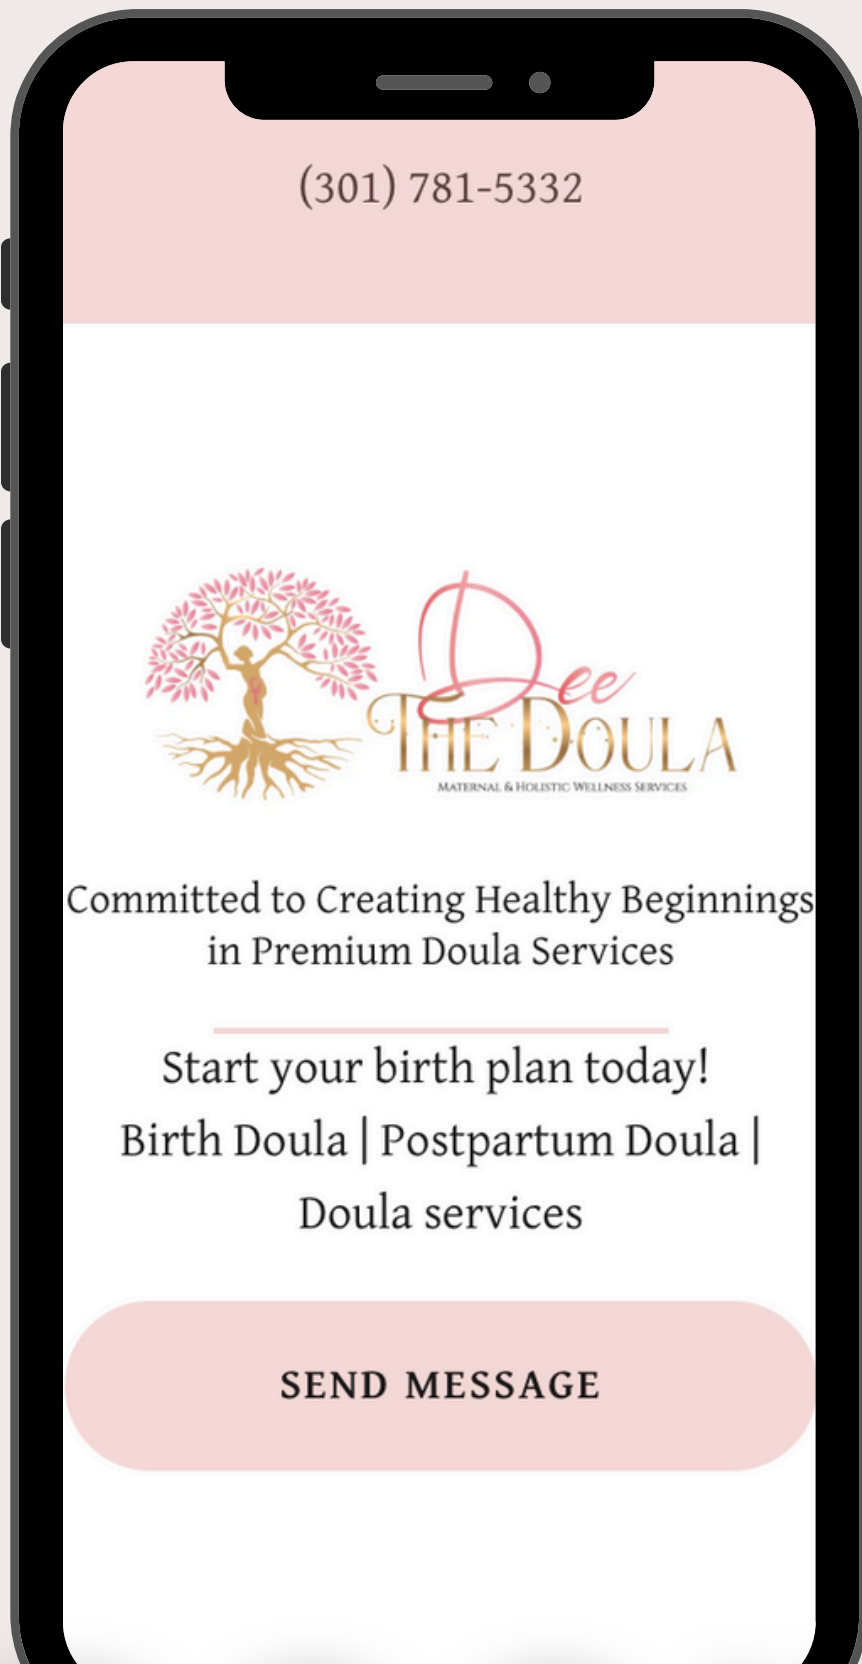 (301) 781-5332
Dee
THE DOULA
MATERNAL & HOLISTIC WELLNESS SERVICES
Committed to Creating Healthy Beginnings
in Premium Doula Services
Start your birth plan today!
Birth Doula | Postpartum Doula |
Doula services
SEND MESSAGE